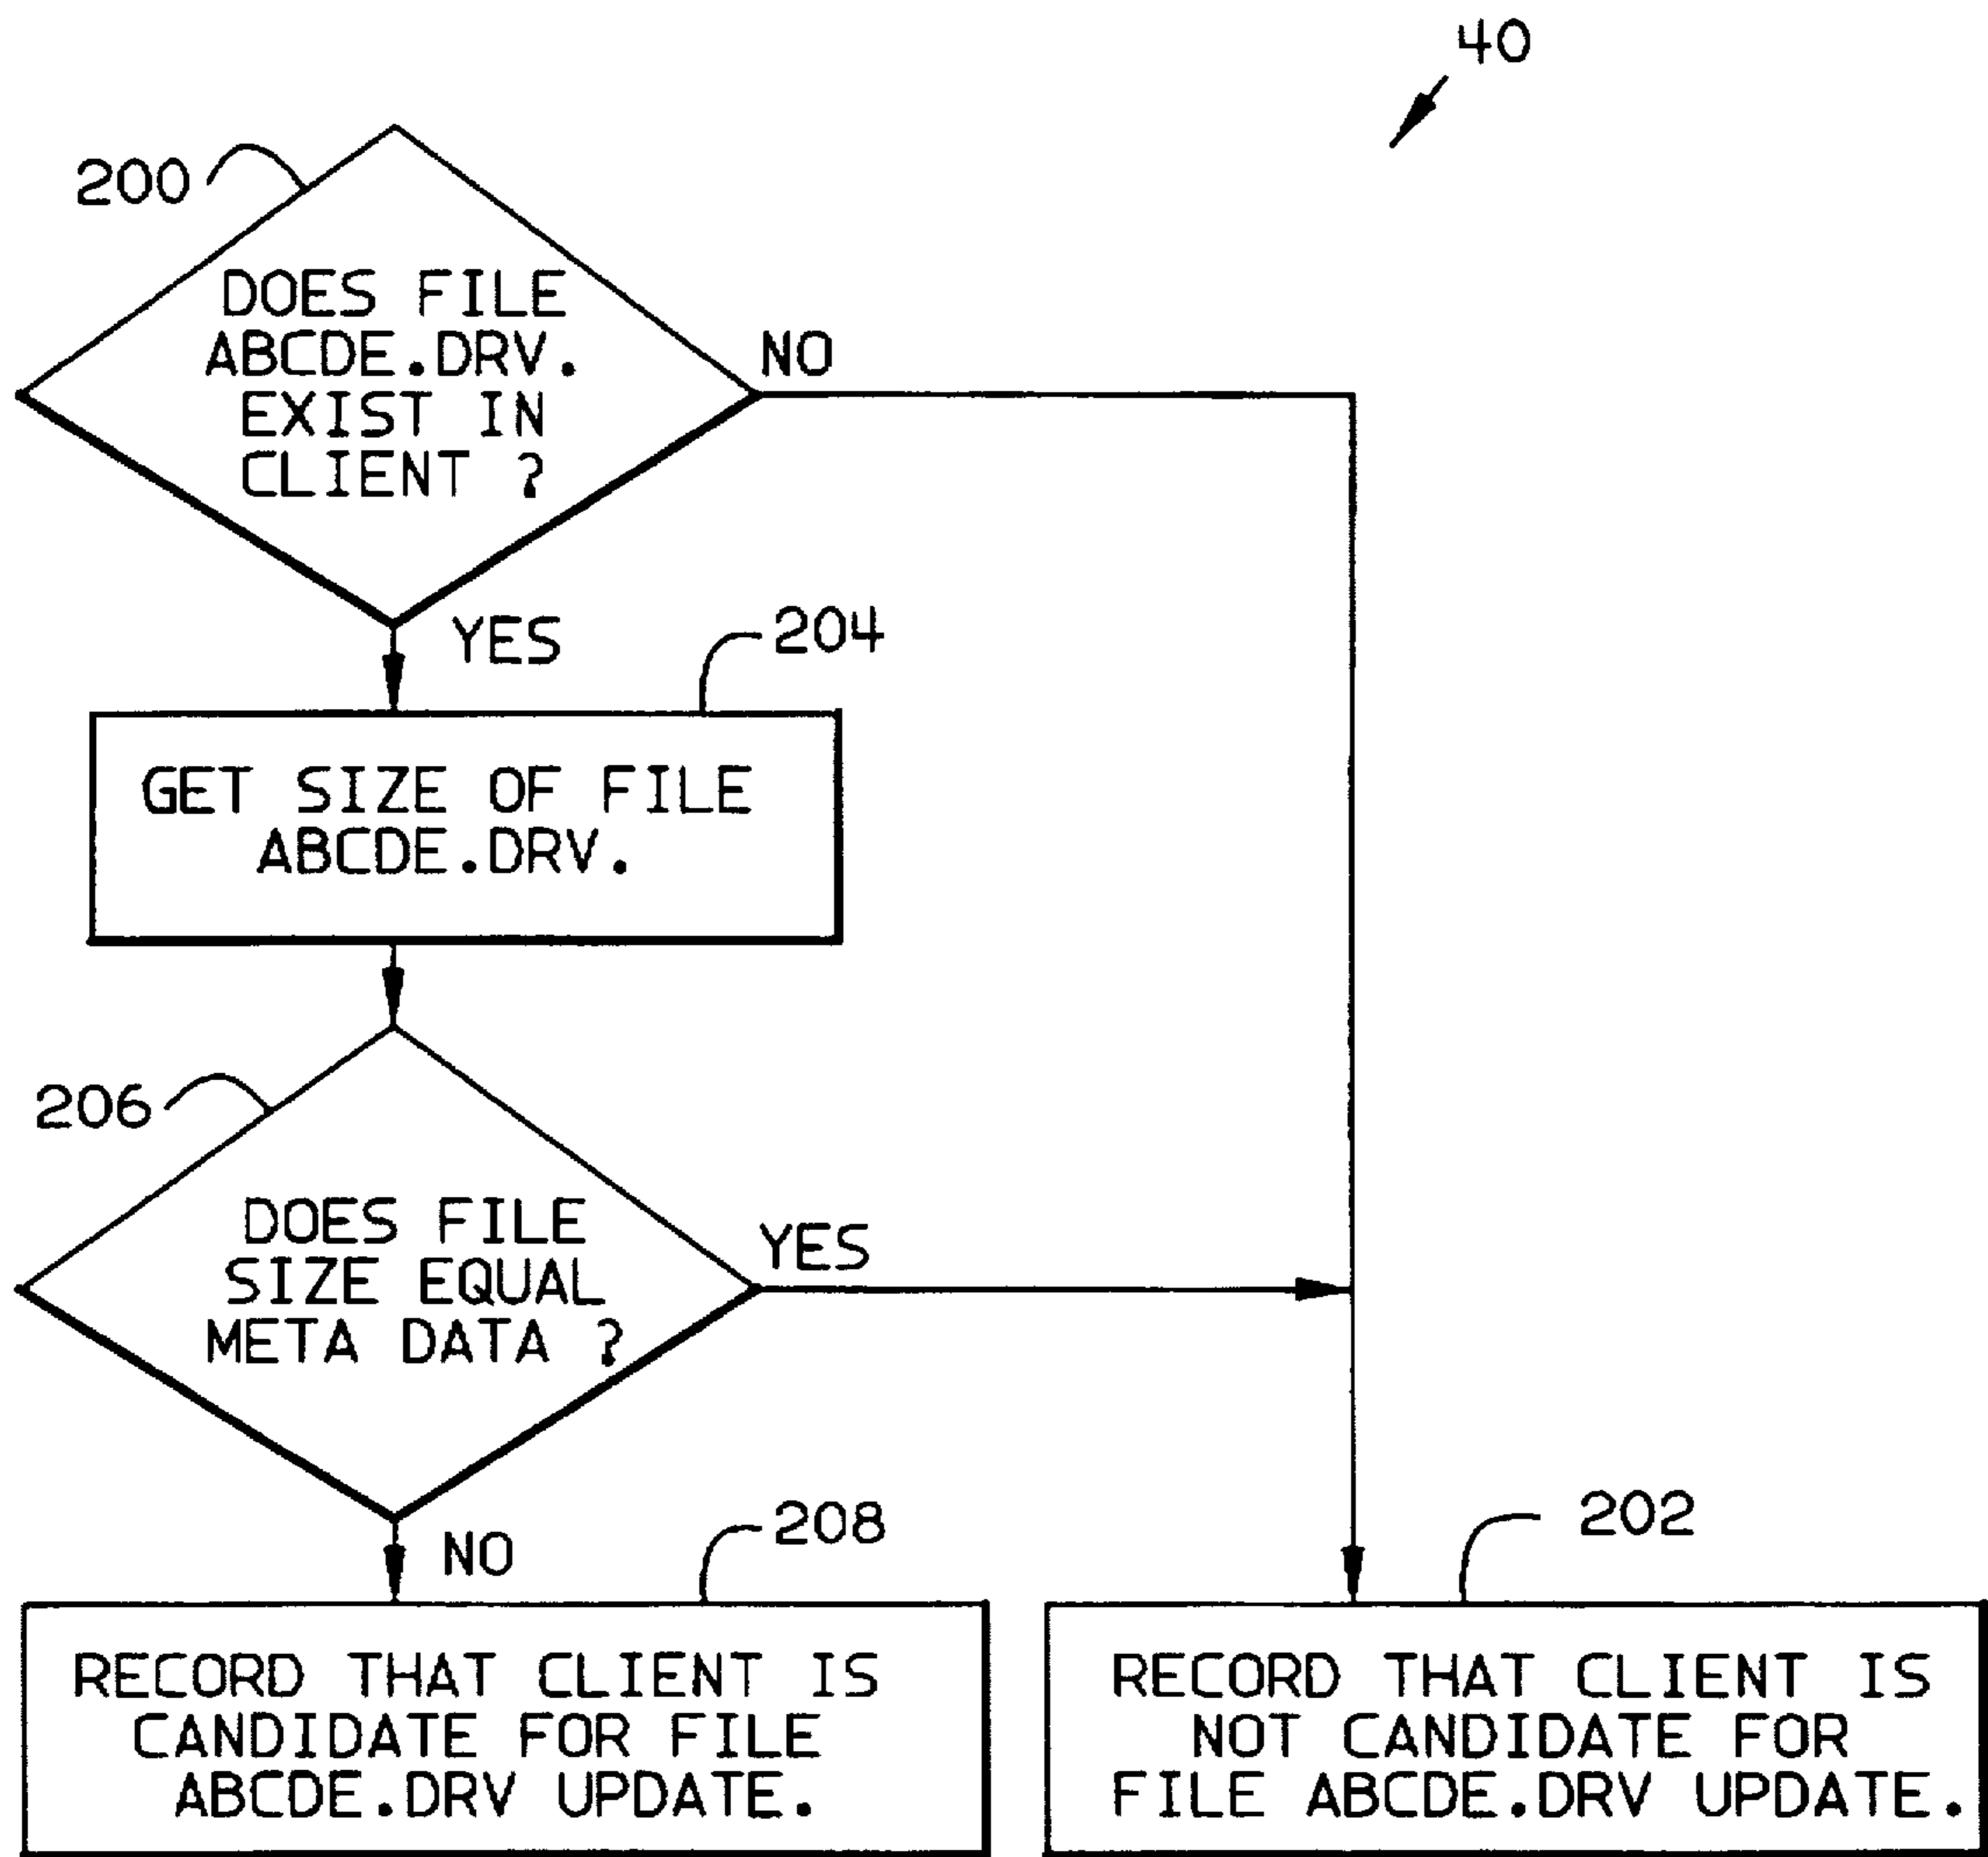 40
200
DOES FILE
ABCDE.DRV.
EXIST IN
CLIENT ?
NO
YES
204
GET SIZE OF FILE
ABCDE.DRV.
206
DOES FILE
SIZE EQUAL
META DATA ?
YES
NO
208
202
RECORD THAT CLIENT IS
CANDIDATE FOR FILE
ABCDE.DRV UPDATE.
RECORD THAT CLIENT IS
NOT CANDIDATE FOR
FILE ABCDE.DRV UPDATE.